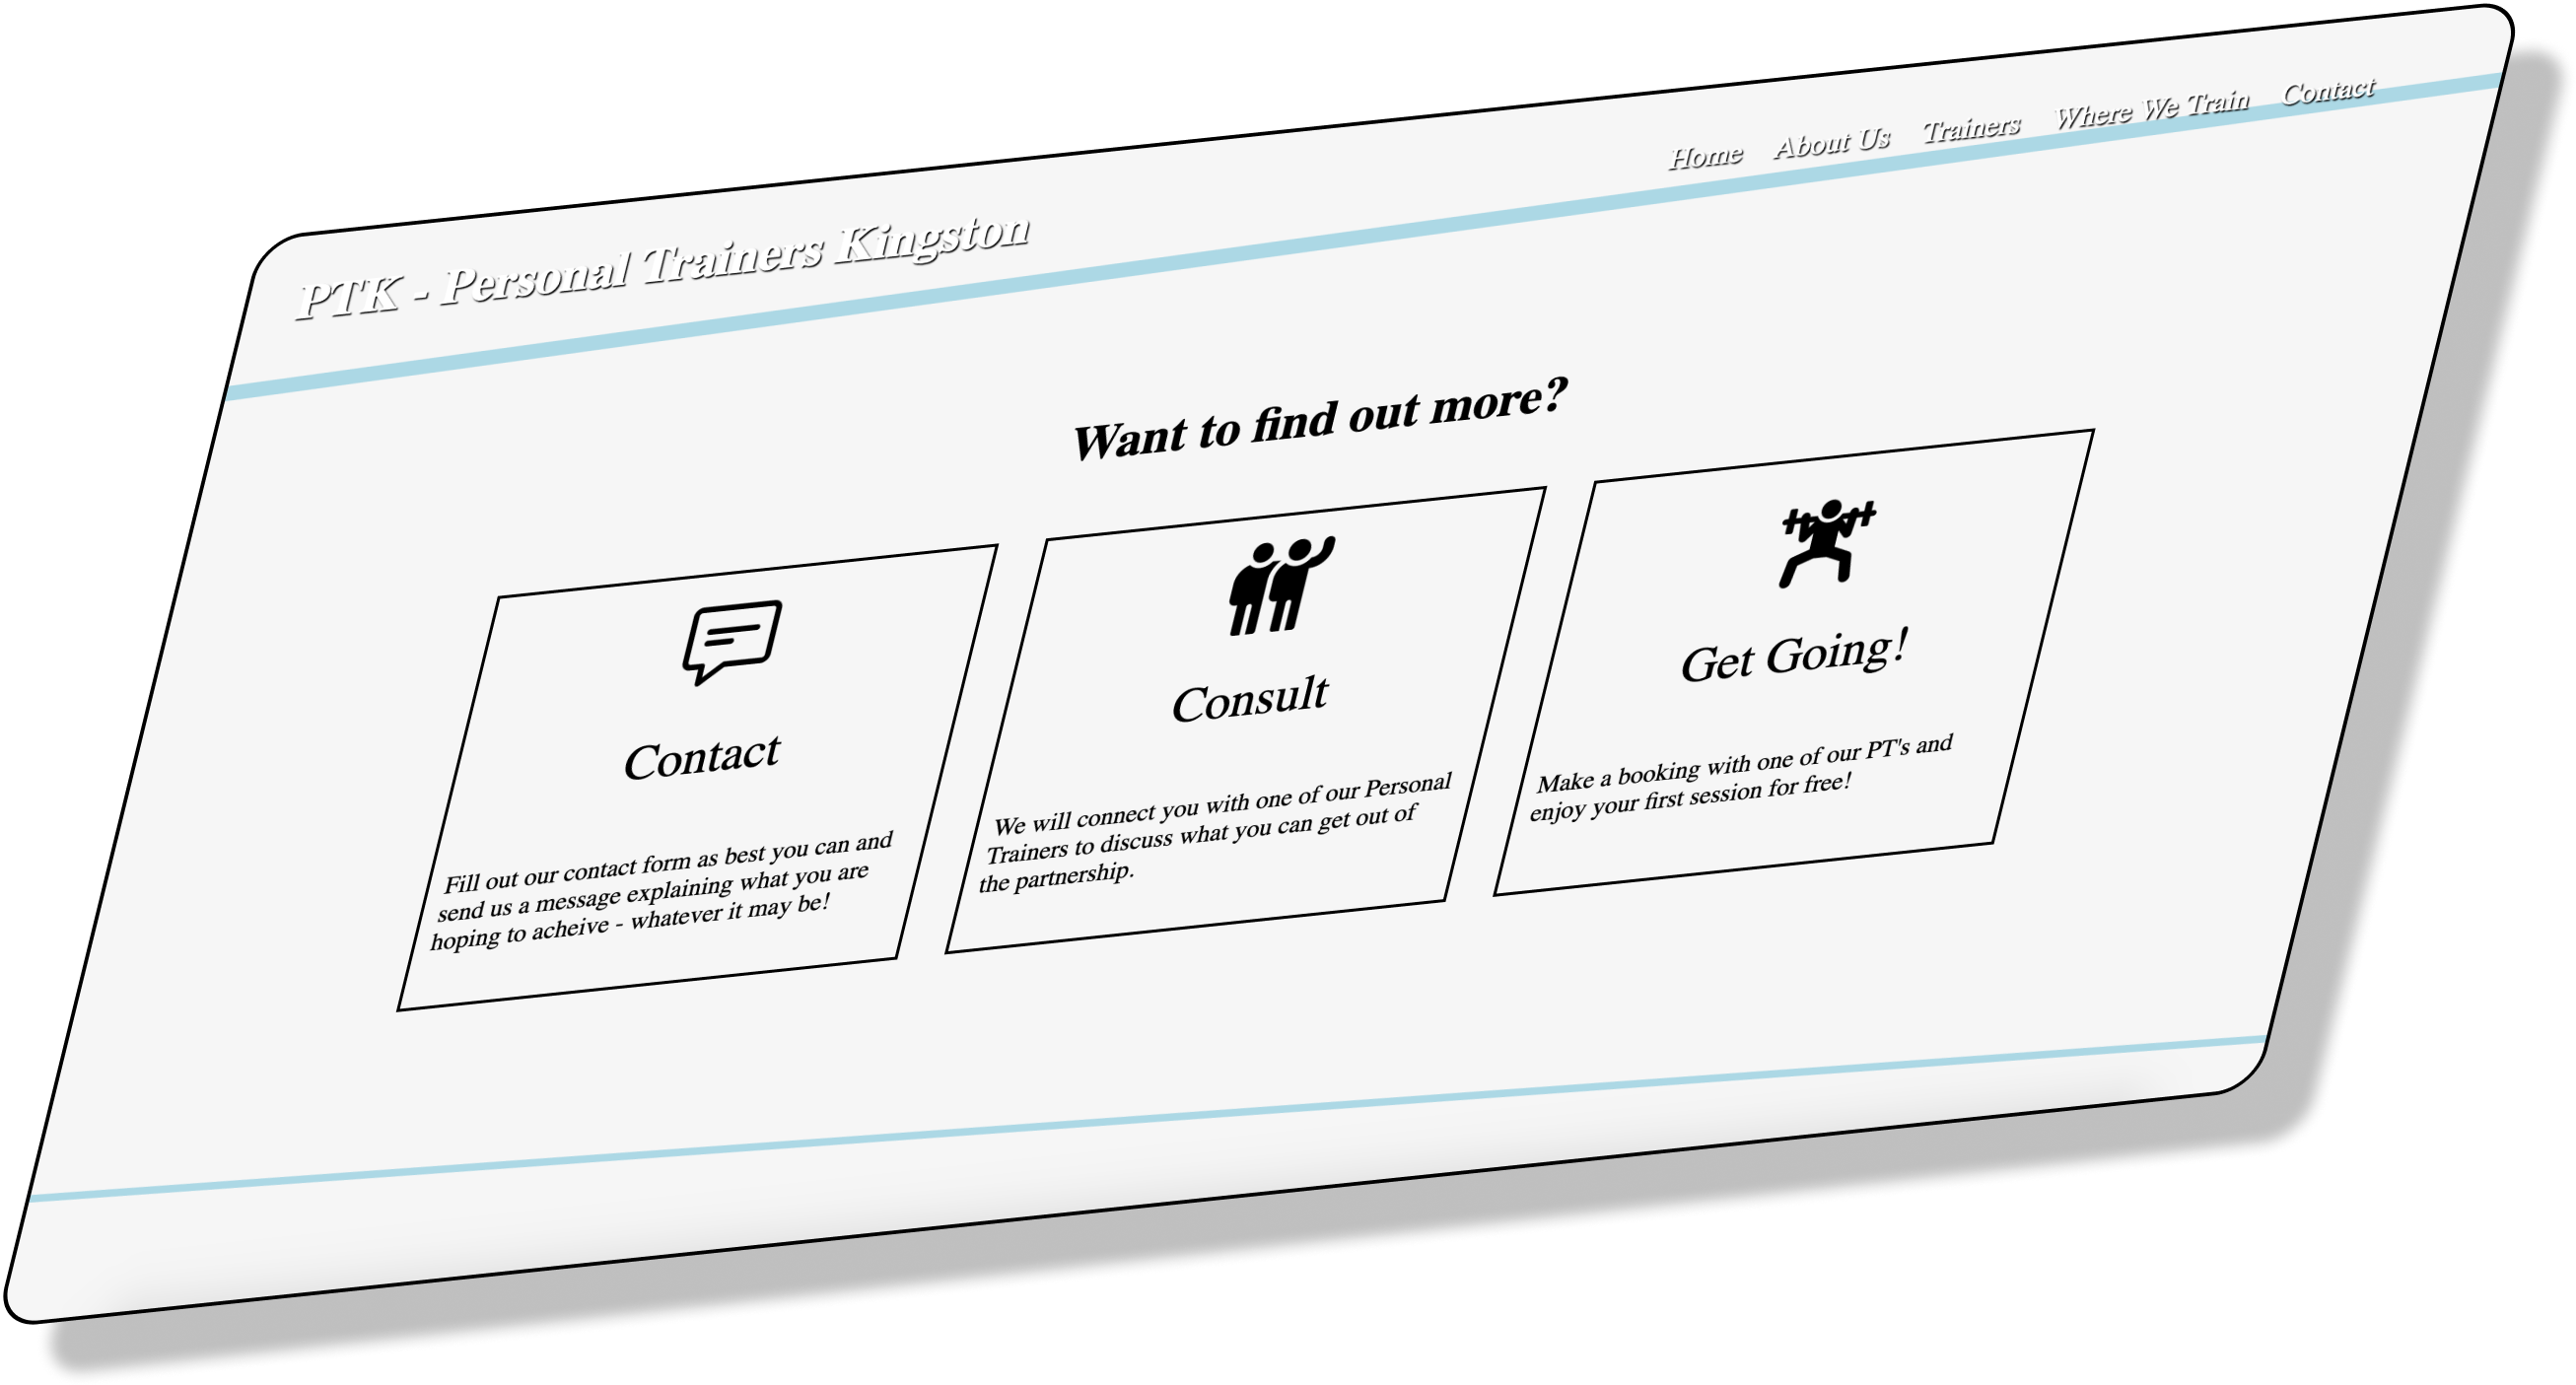 PTK - Personal Trainers Kingston
Home About Us Trainers Where We Train Contact
Want to find out more?
Contact
Fill out our contact form as best you can and
send us a message explaining what you are
hoping to acheive - whatever it may be!
Consult
We will connect you with one of our Personal
Trainers to discuss what you can get out of
the partnership.
Get Going!
Make a booking with one of our PT's and
enjoy your first session for free!